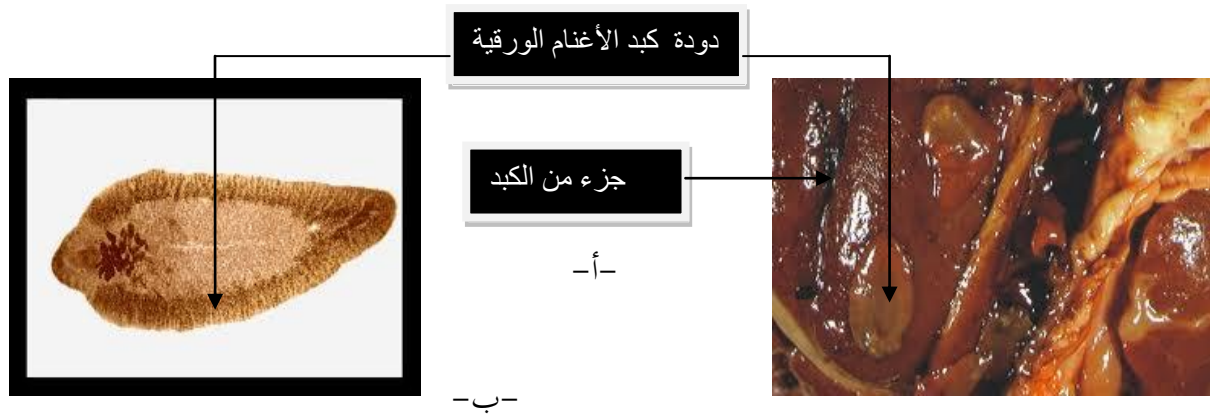 دودة كبد الأغنام الورقية
جزء من الكبد
-أ-
-ب-